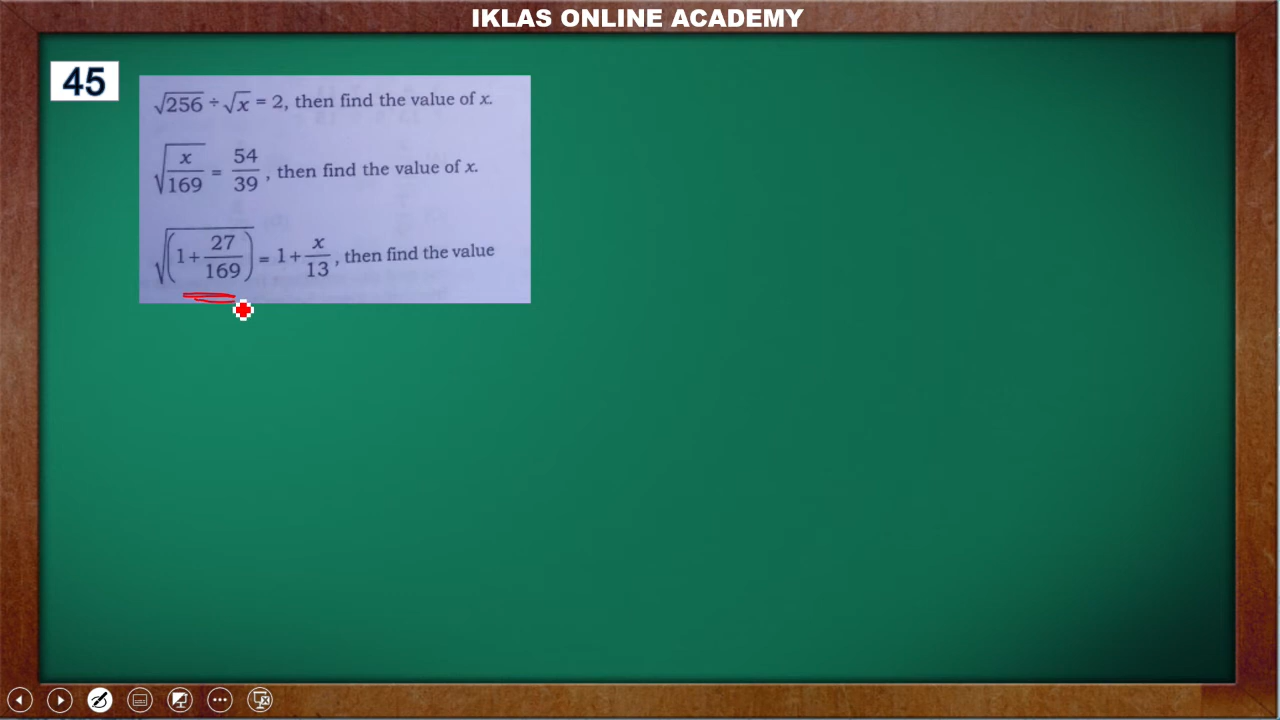 IKLAS ONLINE ACADEMY
45
√256 ÷ √x = 2, then find the value of x.
√(x/169) = 54/39, then find the value of x.
√(1+27/169) = 1+x/13, then find the value